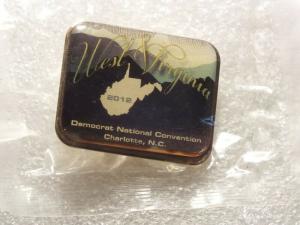 West Virginia
2012
Democrat National Convention
Charlotte, N.C.